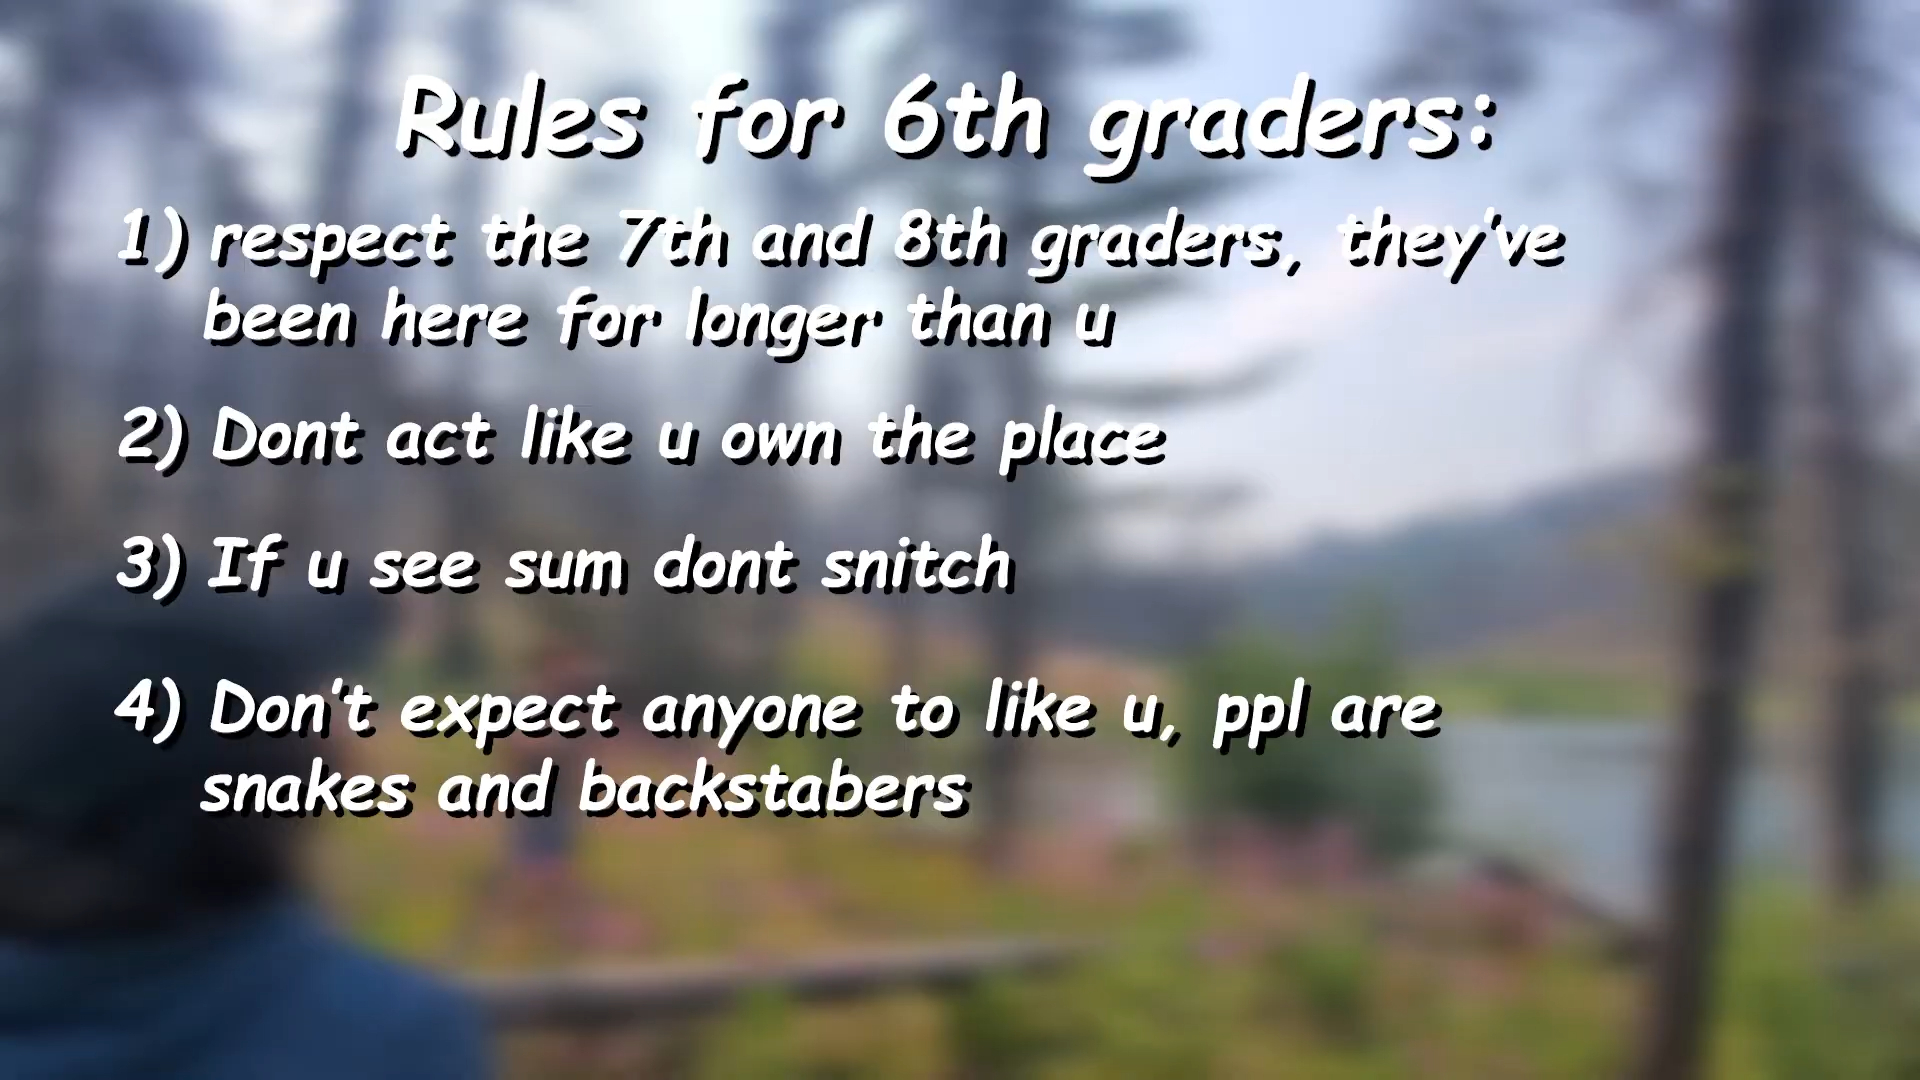 Rules for 6th graders:
1) respect the 7th and 8th graders, they've
been here for longer than u
2) Dont act like u own the place
3) If u see sum dont snitch
4) Don't expect anyone to like u, ppl are
snakes and backstabers